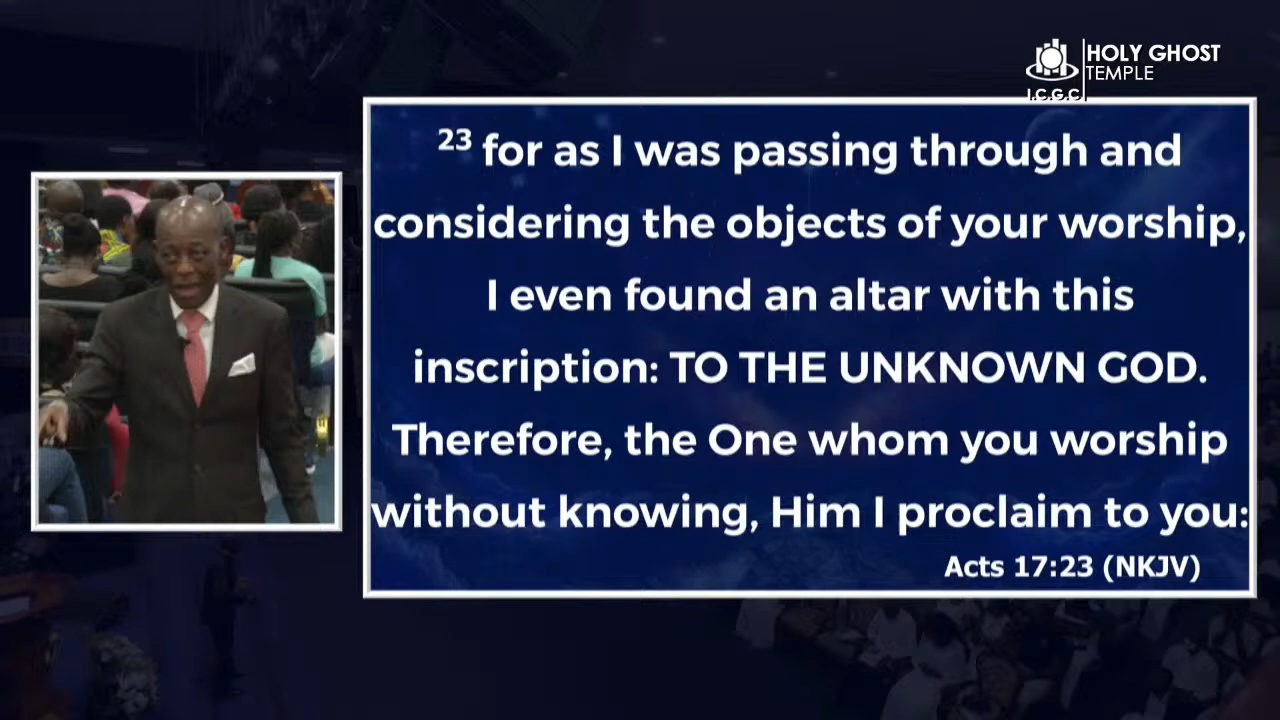 HOLY GHOST
TEMPLE
I.C.G.C
23 for as I was passing through and
considering the objects of your worship,
I even found an altar with this
inscription: TO THE UNKNOWN GOD.
Therefore, the One whom you worship
without knowing, Him I proclaim to you:
Acts 17:23 (NKJV)